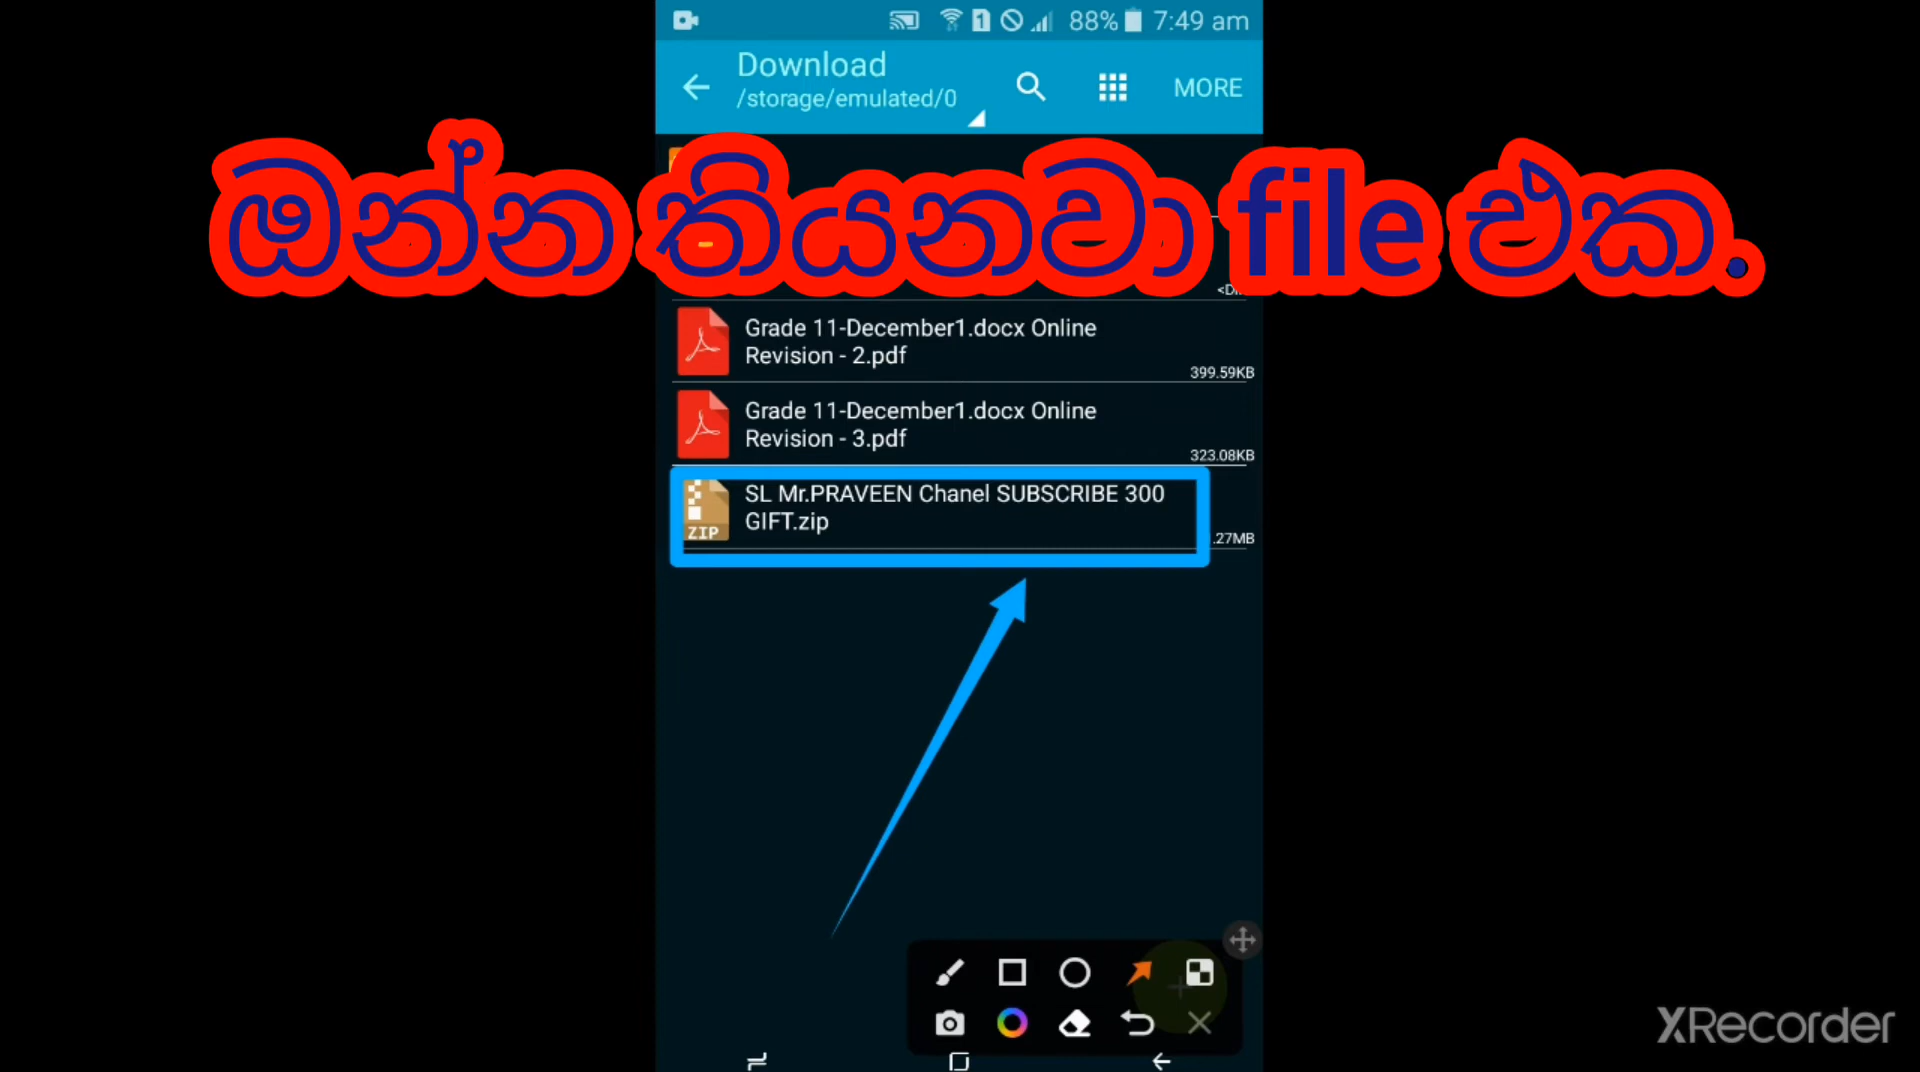 88% 7:49 am
Download
/storage/emulated/0
MORE
ඔන්න තියනවා file එක.
Grade 11-December1.docx Online
Revision - 2.pdf
399.59KB
Grade 11-December1.docx Online
Revision - 3.pdf
323.08KB
SL Mr.PRAVEEN Chanel SUBSCRIBE 300
GIFT.zip
ZIP
.27MB
XRecorder